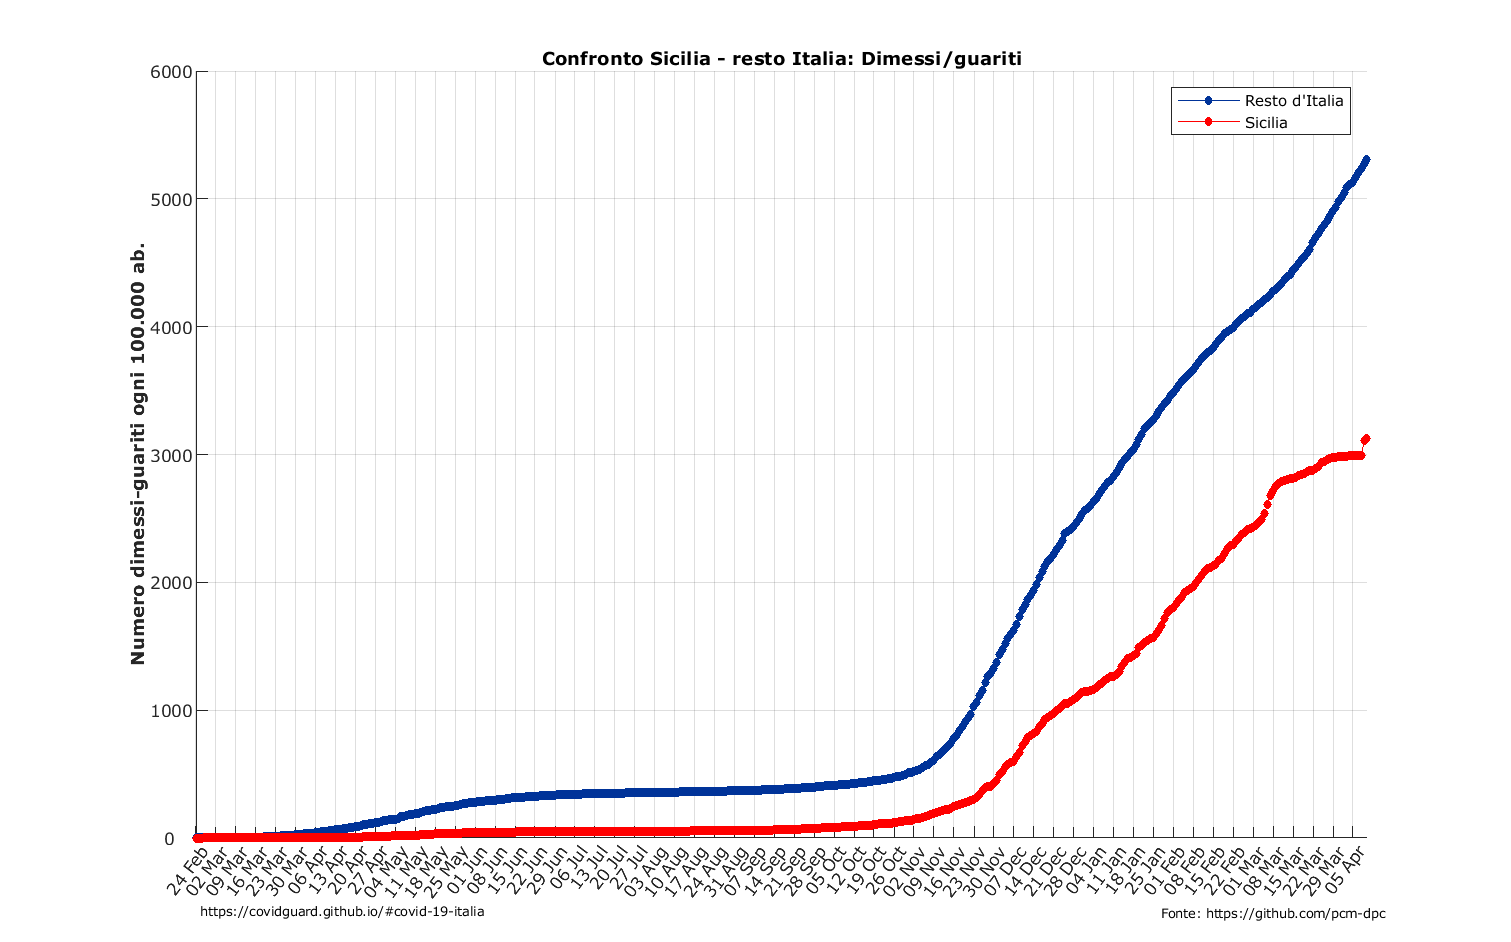 Confronto Sicilia - resto Italia: Dimessi/guariti
6000
5000
4000
3000
2000
1000
0
Numero dimessi-guariti ogni 100.000 ab.
Resto d'Italia
Sicilia
24 Feb
02 Mar
09 Mar
16 Mar
23 Mar
30 Mar
06 Apr
13 Apr
20 Apr
27 Apr
04 May
11 May
18 May
25 May
01 Jun
08 Jun
15 Jun
22 Jun
29 Jun
06 Jul
13 Jul
20 Jul
27 Jul
03 Aug
10 Aug
17 Aug
24 Aug
31 Aug
07 Sep
14 Sep
21 Sep
28 Sep
05 Oct
12 Oct
19 Oct
26 Oct
02 Nov
09 Nov
16 Nov
23 Nov
30 Nov
07 Dec
14 Dec
21 Dec
28 Dec
04 Jan
11 Jan
18 Jan
25 Jan
01 Feb
08 Feb
15 Feb
22 Feb
01 Mar
08 Mar
15 Mar
22 Mar
29 Mar
05 Apr
https://covidguard.github.io/#covid-19-italia
Fonte: https://github.com/pcm-dpc